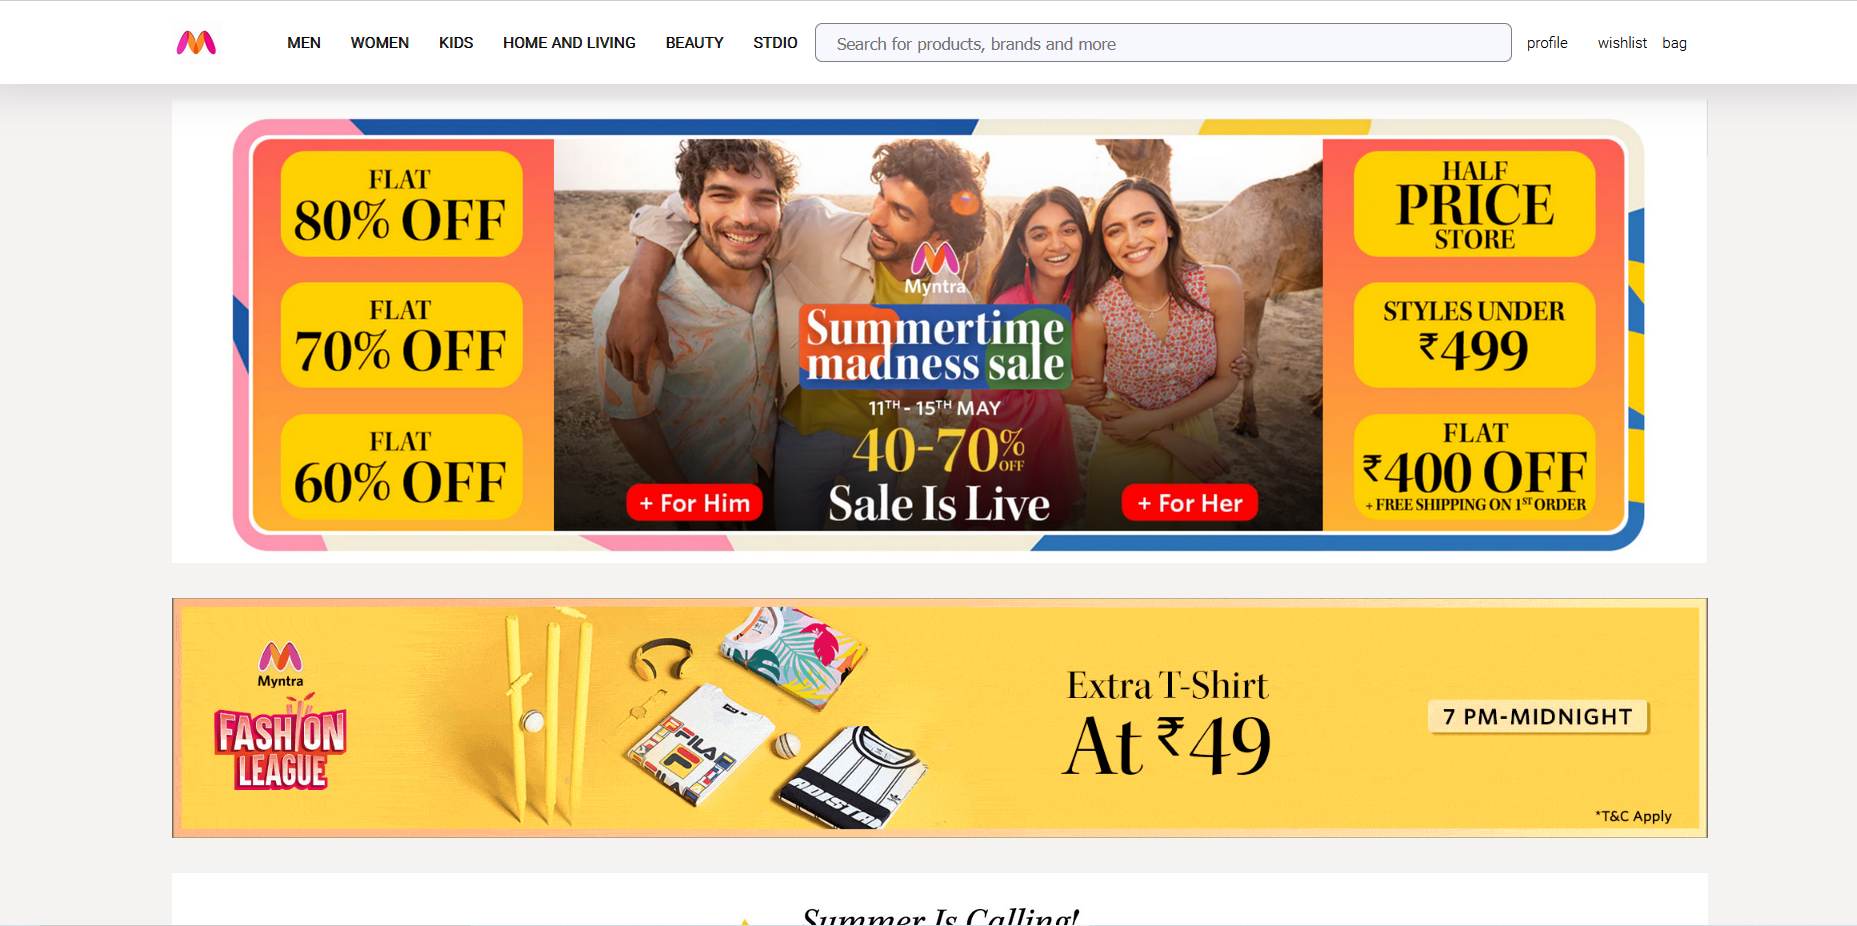 MEN WOMEN KIDS HOME AND LIVING BEAUTY STDIO Search for products, brands and more profile wishlist bag
FLAT
80% OFF
FLAT
70% OFF
FLAT
60% OFF
Myntra
Summertime
madness sale
11TH - 15TH MAY
40-70% OFF
+ For Him
Sale Is Live
+ For Her
HALF
PRICE
STORE
STYLES UNDER
₹499
FLAT
₹400 OFF
+ FREE SHIPPING ON 1ST ORDER
Myntra
FASHION
LEAGUE
FILA
ADISTAR
Extra T-Shirt
At ₹49
7 PM-MIDNIGHT
*T&C Apply
Summer Is Calling!